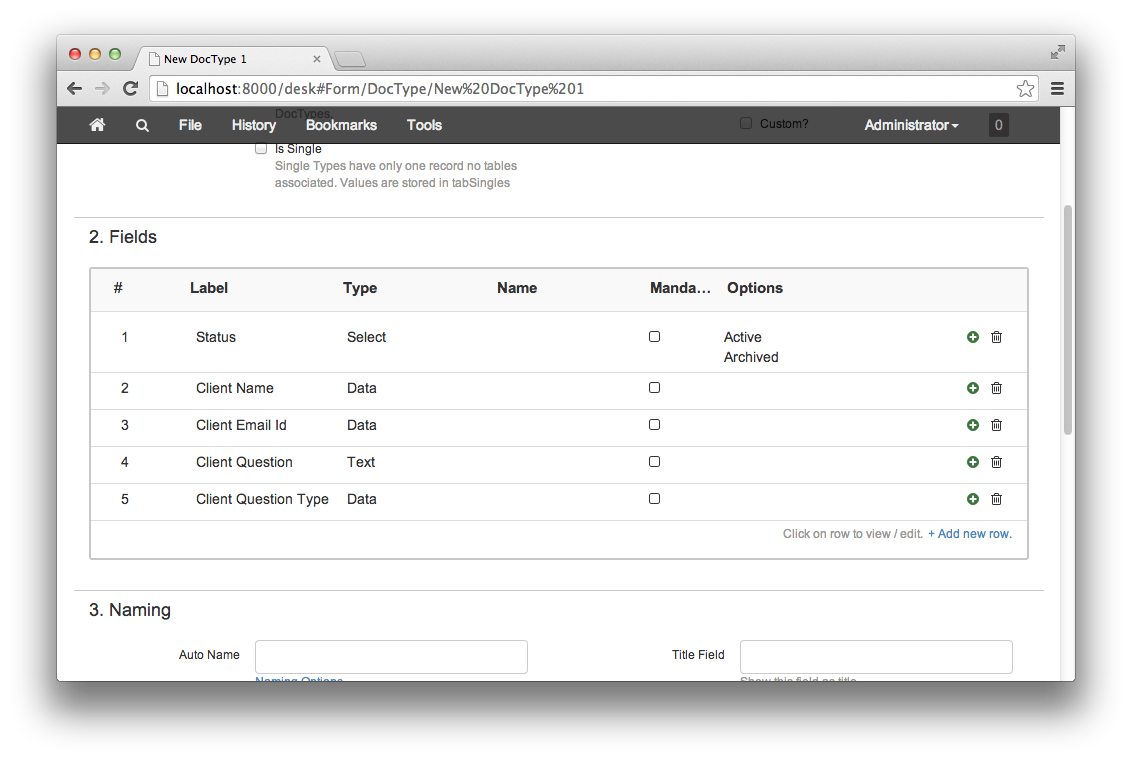 New DocType 1
localhost:8000/desk#Form/DocType/New%20DocType%201
DocTypes.
File History Bookmarks Tools Custom? Administrator 0
Is Single
Single Types have only one record no tables
associated. Values are stored in tabSingles
2. Fields
# Label Type Name Manda... Options
1 Status Select Active
Archived
2 Client Name Data
3 Client Email Id Data
4 Client Question Text
5 Client Question Type Data
Click on row to view / edit. + Add new row.
3. Naming
Auto Name Title Field
Naming Options Show this field as title